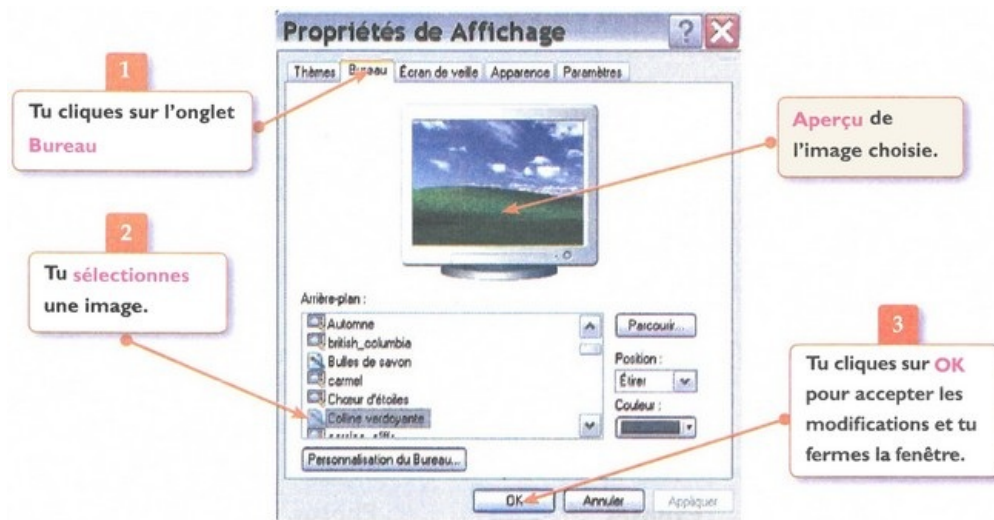 Propriétés de Affichage
Thèmes Bureau Écran de veille Apparence Paramètres
1
Tu cliques sur l'onglet
Bureau
Aperçu de
l'image choisie.
2
Tu sélectionnes
une image.
Arrière-plan :
Automne
british_columbia
Bulles de savon
carmel
Chœur d'étoiles
Colline verdoyante
Parcourir...
Position :
Étirer
Couleur :
Personnalisation du Bureau...
3
Tu cliques sur OK
pour accepter les
modifications et tu
fermes la fenêtre.
OK Annuler Appliquer